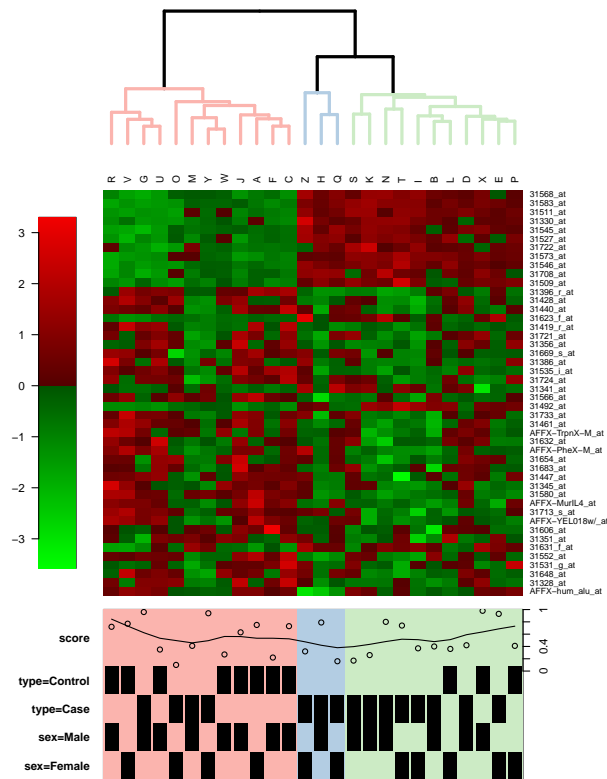 R V G U O M Y W J A F C Z H Q S K N T I B L D X E P
31568_at
31583_at
31511_at
31330_at
31545_at
31527_at
31722_at
31573_at
31546_at
31708_at
31509_at
31396_r_at
31428_at
31440_at
31623_f_at
31419_r_at
31721_at
31356_at
31669_s_at
31386_at
31535_i_at
31724_at
31341_at
31566_at
31492_at
31733_at
31461_at
AFFX−TrpnX−M_at
31632_at
AFFX−PheX−M_at
31654_at
31683_at
31447_at
31345_at
31580_at
AFFX−MurIL4_at
31713_s_at
AFFX−YEL018w/_at
31606_at
31351_at
31631_f_at
31552_at
31531_g_at
31648_at
31328_at
AFFX−hum_alu_at
3
2
1
0
−1
−2
−3
score
0 0.4 1
type=Control
type=Case
sex=Male
sex=Female